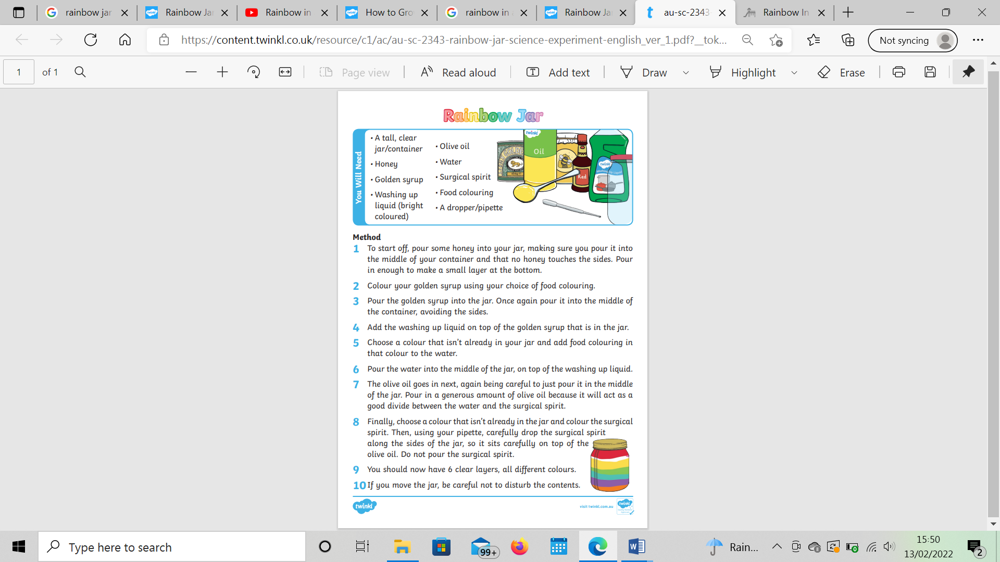 rainbow jar
Rainbow Ja
Rainbow in
How to Gro
rainbow in
Rainbow Ja
au-sc-2343-
Rainbow In
https://content.twinkl.co.uk/resource/c1/ac/au-sc-2343-rainbow-jar-science-experiment-english_ver_1.pdf?__tok...
Not syncing
1 of 1
Page view
Read aloud
Add text
Draw
Highlight
Erase
Rainbow Jar
You Will Need
• A tall, clear
jar/container
• Honey
• Golden syrup
• Washing up
liquid (bright
coloured)
• Olive oil
• Water
• Surgical spirit
• Food colouring
• A dropper/pipette
twinkl
Oil
Red
twinkl
Washing Up Liquid
Method
1 To start off, pour some honey into your jar, making sure you pour it into
the middle of your container and that no honey touches the sides. Pour
in enough to make a small layer at the bottom.
2 Colour your golden syrup using your choice of food colouring.
3 Pour the golden syrup into the jar. Once again pour it into the middle of
the container, avoiding the sides.
4 Add the washing up liquid on top of the golden syrup that is in the jar.
5 Choose a colour that isn't already in your jar and add food colouring in
that colour to the water.
6 Pour the water into the middle of the jar, on top of the washing up liquid.
7 The olive oil goes in next, again being careful to just pour it in the middle
of the jar. Pour in a generous amount of olive oil because it will act as a
good divide between the water and the surgical spirit.
8 Finally, choose a colour that isn't already in the jar and colour the surgical
spirit. Then, using your pipette, carefully drop the surgical spirit
along the sides of the jar, so it sits carefully on top of the
olive oil. Do not pour the surgical spirit.
9 You should now have 6 clear layers, all different colours.
10 If you move the jar, be careful not to disturb the contents.
twinkl
visit twinkl.com.au
twinkl
Type here to search
99+
Rain...
15:50
13/02/2022
2